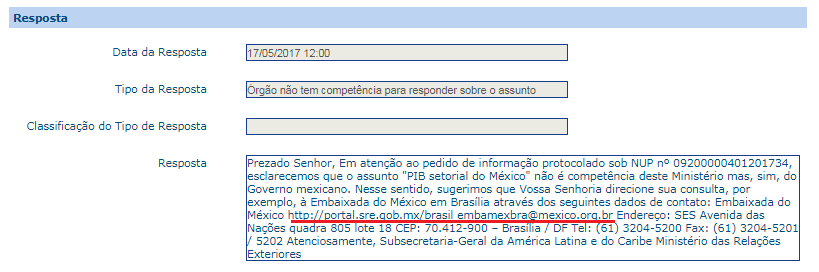 Resposta
Data da Resposta 17/05/2017 12:00
Tipo da Resposta Órgão não tem competência para responder sobre o assunto
Classificação do Tipo de Resposta
Resposta Prezado Senhor, Em atenção ao pedido de informação protocolado sob NUP nº 09200000401201734,
esclarecemos que o assunto "PIB setorial do México" não é competência deste Ministério mas, sim, do
Governo mexicano. Nesse sentido, sugerimos que Vossa Senhoria direcione sua consulta, por
exemplo, à Embaixada do México em Brasília através dos seguintes dados de contato: Embaixada do
México http://portal.sre.gob.mx/brasil embamexbra@mexico.org.br Endereço: SES Avenida das
Nações quadra 805 lote 18 CEP: 70.412-900 – Brasília / DF Tel: (61) 3204-5200 Fax: (61) 3204-5201
/ 5202 Atenciosamente, Subsecretaria-Geral da América Latina e do Caribe Ministério das Relações
Exteriores